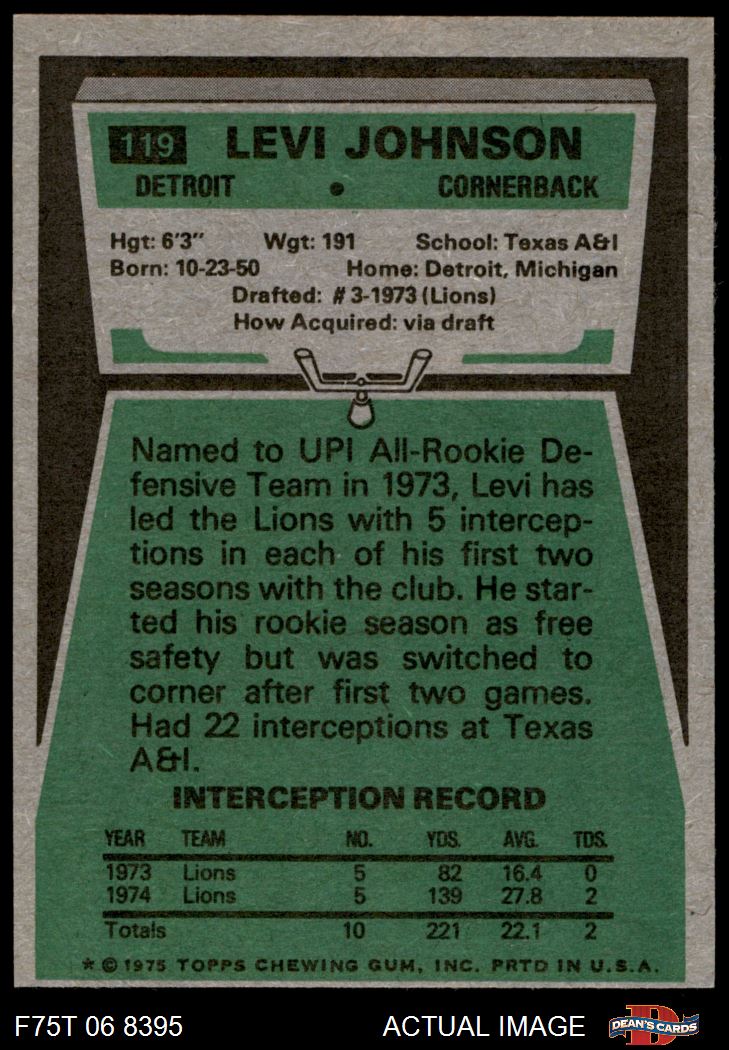 119 LEVI JOHNSON
DETROIT • CORNERBACK
Hgt: 6'3" Wgt: 191 School: Texas A&I
Born: 10-23-50 Home: Detroit, Michigan
Drafted: #3-1973 (Lions)
How Acquired: via draft
Named to UPI All-Rookie De-
fensive Team in 1973, Levi has
led the Lions with 5 intercep-
tions in each of his first two
seasons with the club. He star-
ted his rookie season as free
safety but was switched to
corner after first two games.
Had 22 interceptions at Texas
A&I.
INTERCEPTION RECORD
YEAR TEAM NO. YDS. AVG. TDS.
1973 Lions 5 82 16.4 0
1974 Lions 5 139 27.8 2
Totals 10 221 22.1 2
* © 1975 TOPPS CHEWING GUM, INC. PRTD IN U.S.A.
F75T 06 8395 ACTUAL IMAGE D DEAN'S CARDS